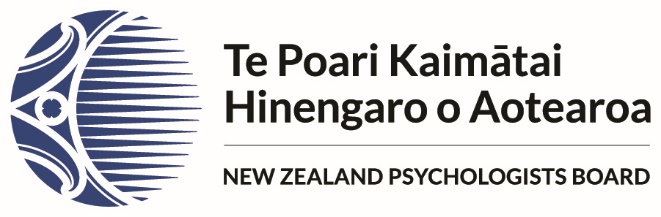 Te Poari Kaimātai
Hinengaro o Aotearoa
NEW ZEALAND PSYCHOLOGISTS BOARD